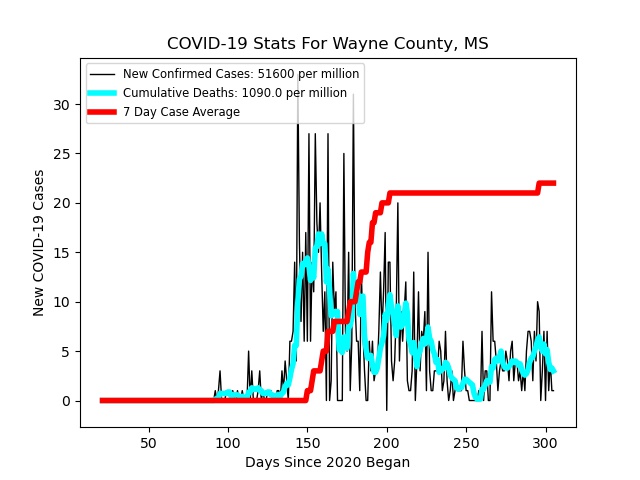 COVID-19 Stats For Wayne County, MS
New Confirmed Cases: 51600 per million
Cumulative Deaths: 1090.0 per million
7 Day Case Average
New COVID-19 Cases
30
25
20
15
10
5
0
50 100 150 200 250 300
Days Since 2020 Began